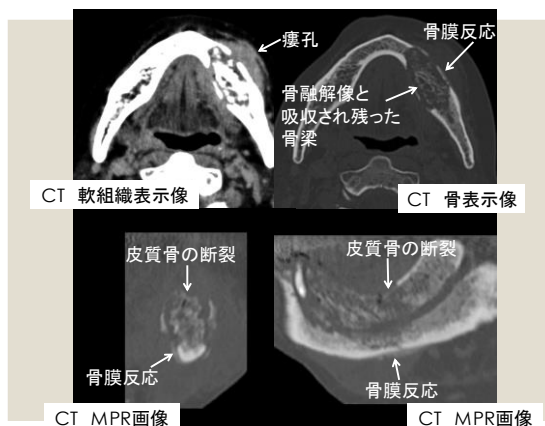 瘻孔
骨膜反応
骨融解像と
吸収され残った
骨梁
CT 軟組織表示像
CT 骨表示像
皮質骨の断裂
皮質骨の断裂
骨膜反応
骨膜反応
CT MPR画像
CT MPR画像